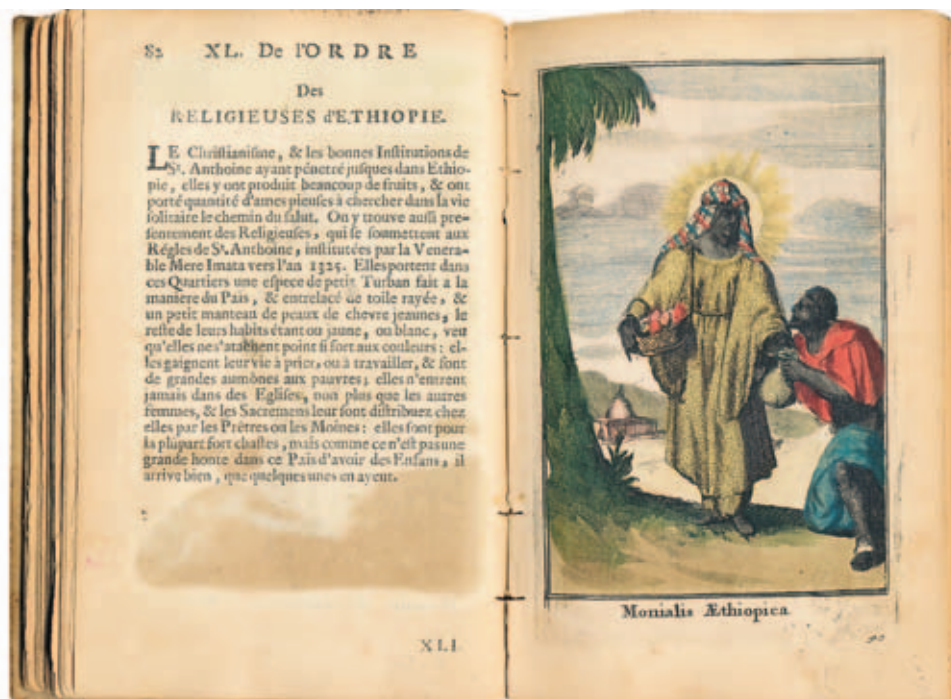 82 XL. De l'ORDRE
Des
RELIGIEUSES d'ETHIOPIE.
LE Christianisme, & les bonnes Institutions de
St. Anthoine ayant pénetré jusques dans Ethio-
pie, elles y ont produit beaucoup de fruits, & ont
porté quantité d'ames pieuses à chercher dans la vie
solitaire le chemin du salut. On y trouve aussi pre-
sentement des Religieuses, qui se soumettent aux
Régles de St. Anthoine, instituées par la Venera-
ble Mere Imata vers l'an 1325. Elles portent dans
ces Quartiers une espece de petit Turban fait a la
maniére du Pais, & entrelacé de toile rayée, &
un petit manteau de peaux de chevre jeaunes, le
reste de leurs habits étant ou jaune, ou blanc, veu
qu'elles ne s'atachent point si fort aux couleurs: el-
les gaignent leur vie à prier, ou à travailler, & font
de grandes aumônes aux pauvres; elles n'entrent
jamais dans des Eglises, non plus que les autres
femmes, & les Sacremens leur sont distribuez chez
elles par les Prêtres ou les Moines: elles sont pour
la plûpart fort chastes, mais comme ce n'est pas une
grande honte dans ce Pais d'avoir des Enfans, il
arrive bien, que quelques unes en ayent.
XLI
Monialis Æthiopica
40